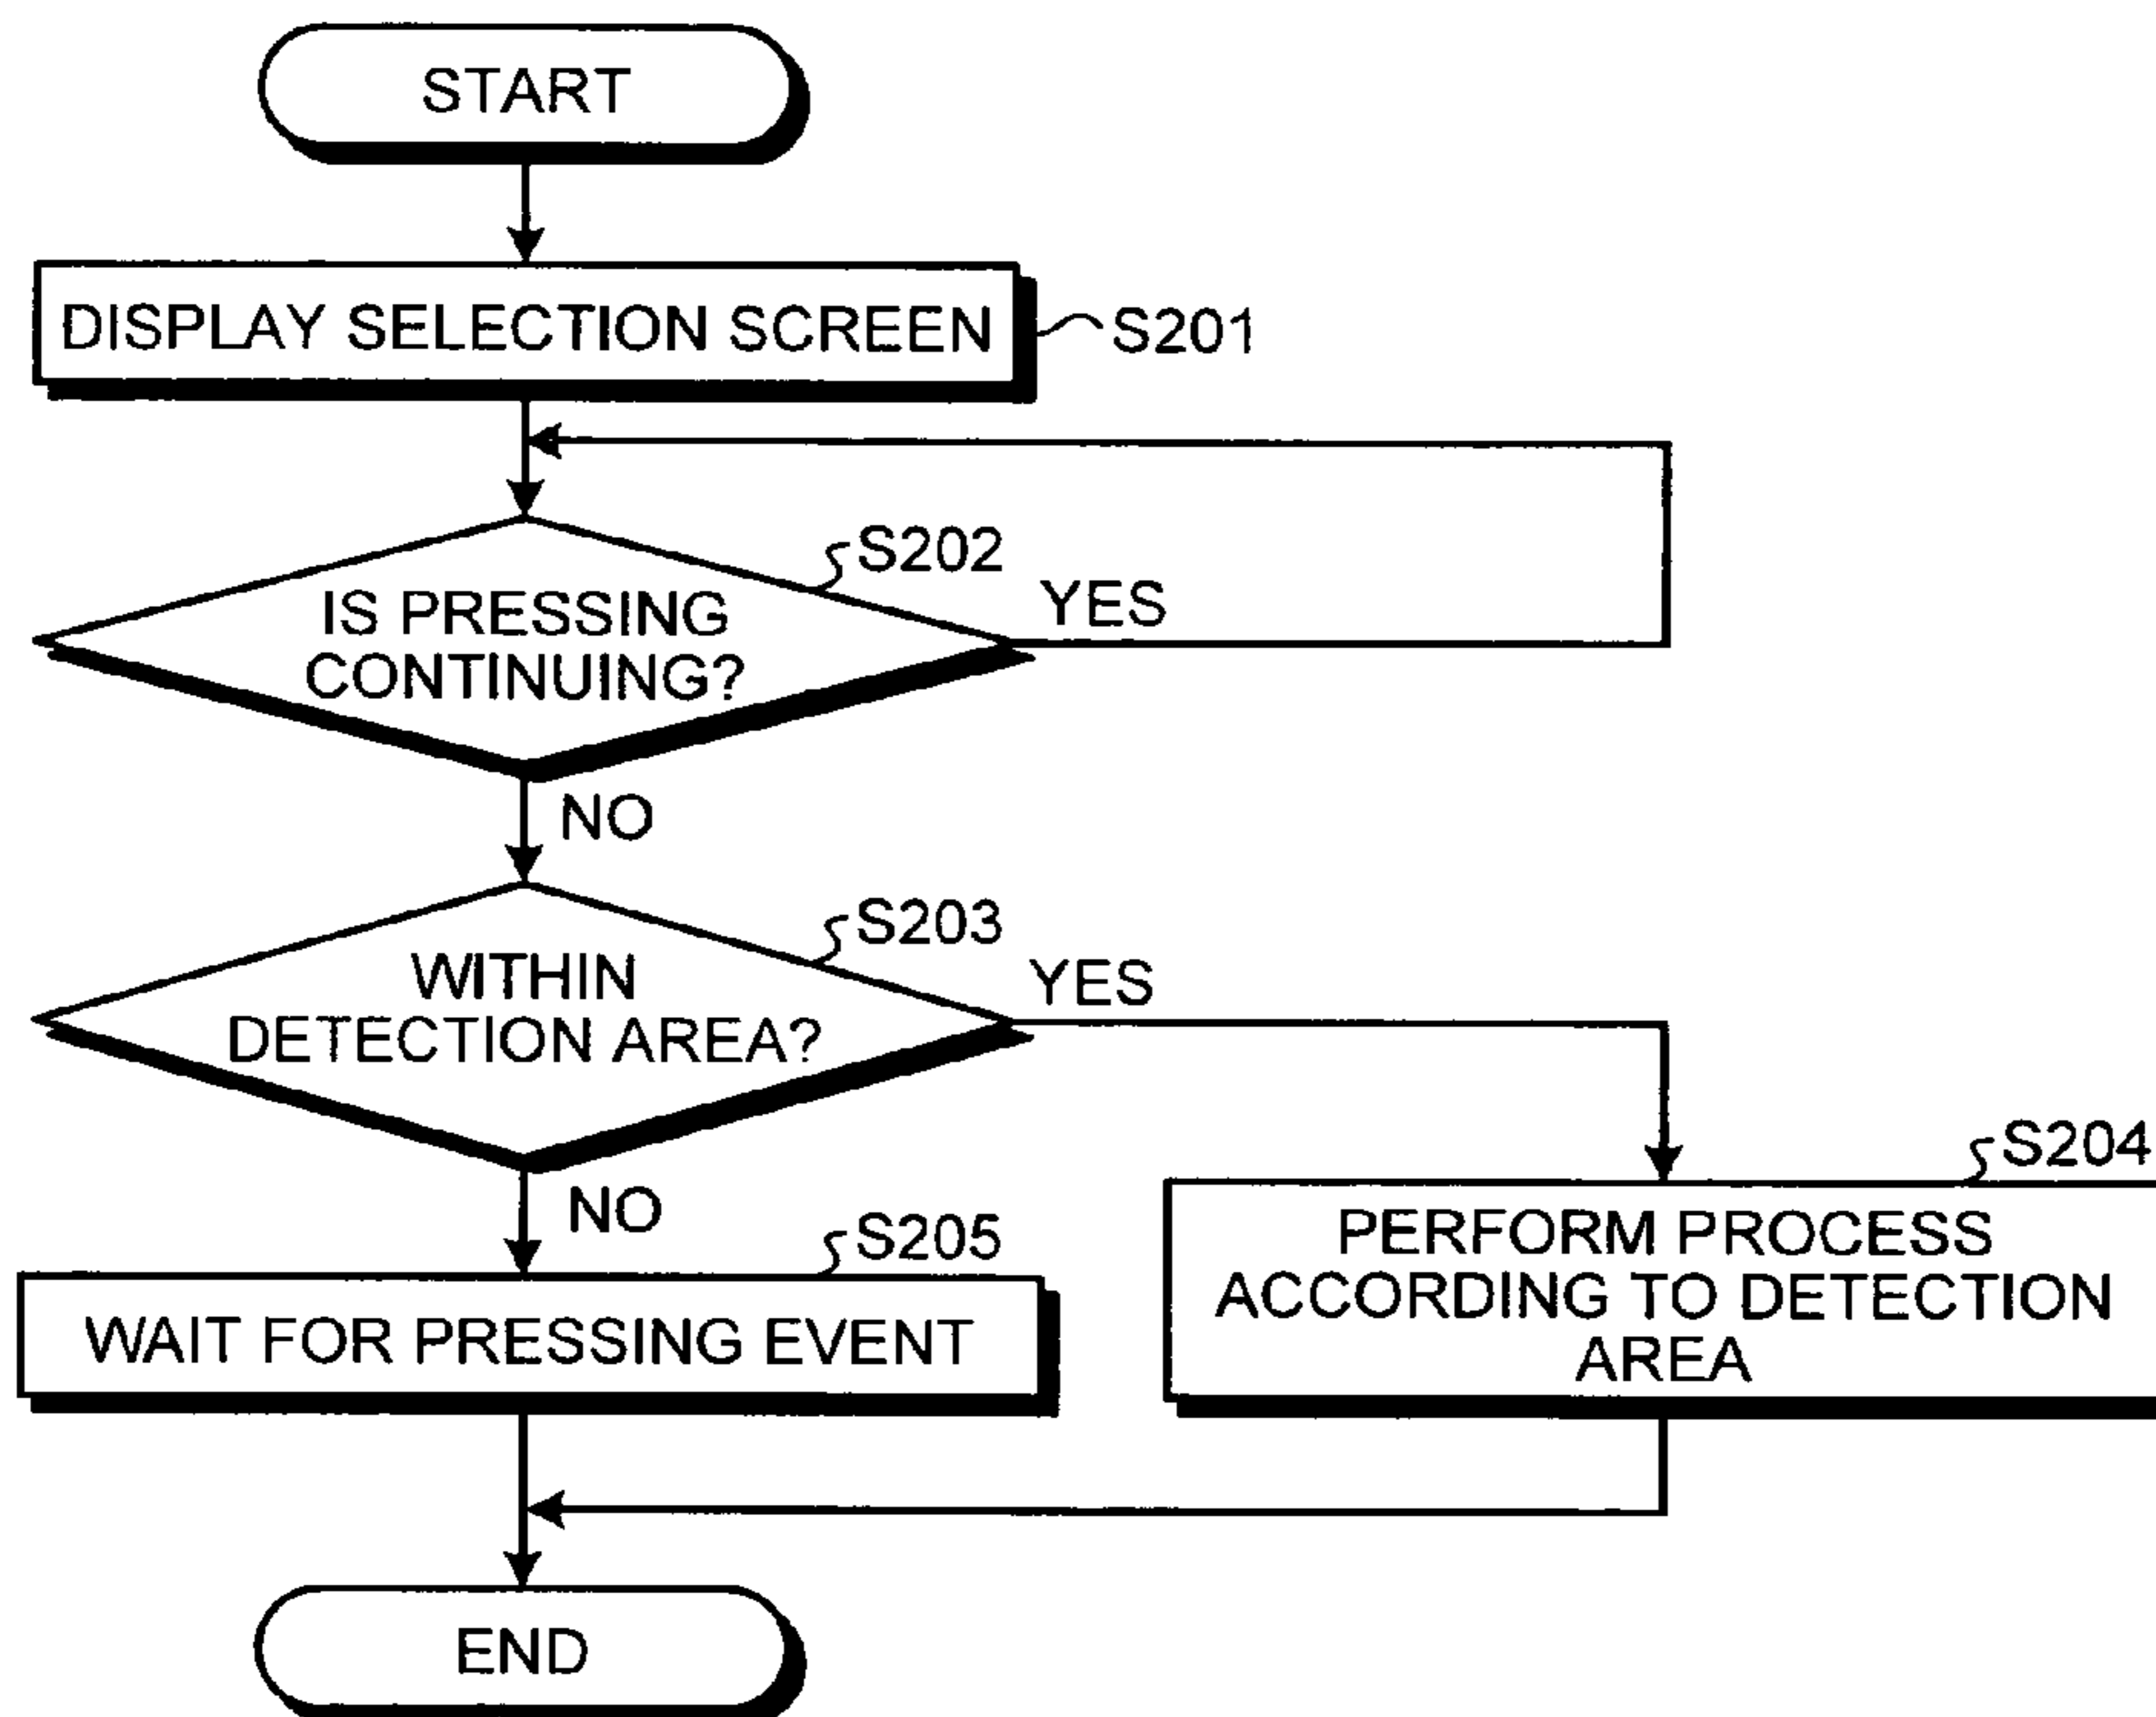 START
DISPLAY SELECTION SCREEN
S201
S202
IS PRESSING
CONTINUING?
YES
NO
S203
WITHIN
DETECTION AREA?
YES
NO
S204
PERFORM PROCESS
ACCORDING TO DETECTION
AREA
S205
WAIT FOR PRESSING EVENT
END